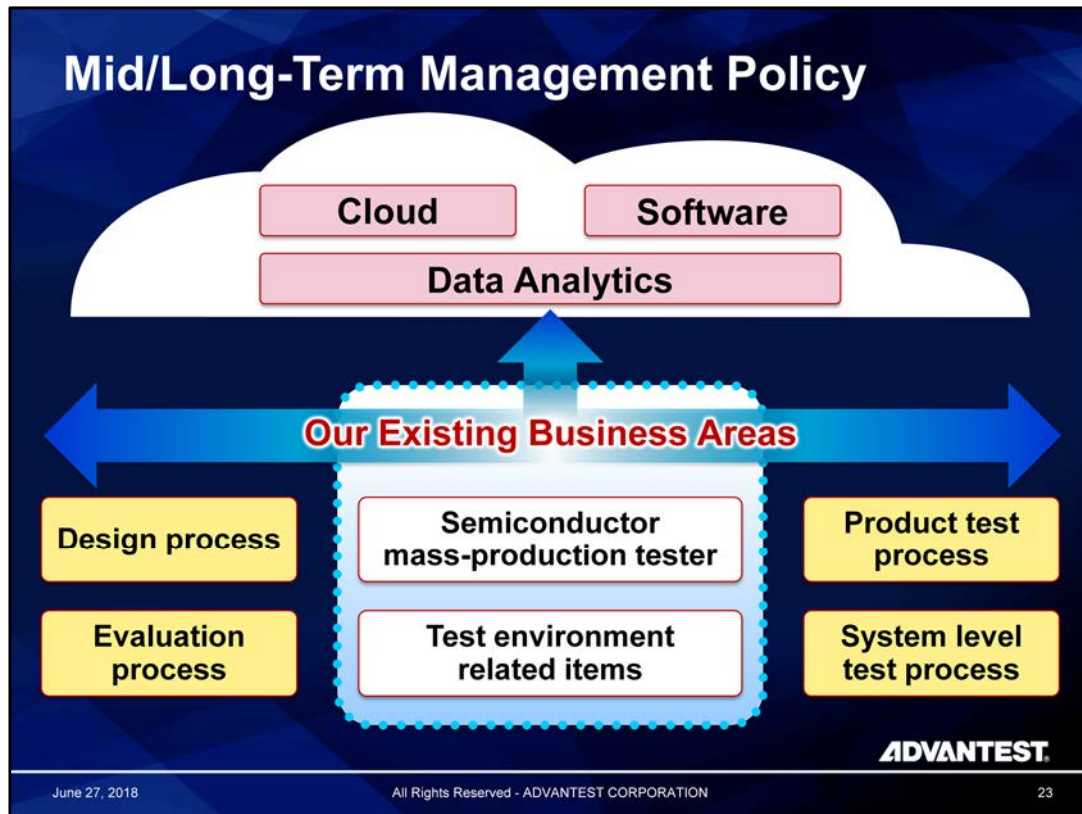 Mid/Long-Term Management Policy
Cloud
Software
Data Analytics
Our Existing Business Areas
Design process
Semiconductor
mass-production tester
Product test
process
Evaluation
process
Test environment
related items
System level
test process
ADVANTEST.
June 27, 2018
All Rights Reserved - ADVANTEST CORPORATION
23